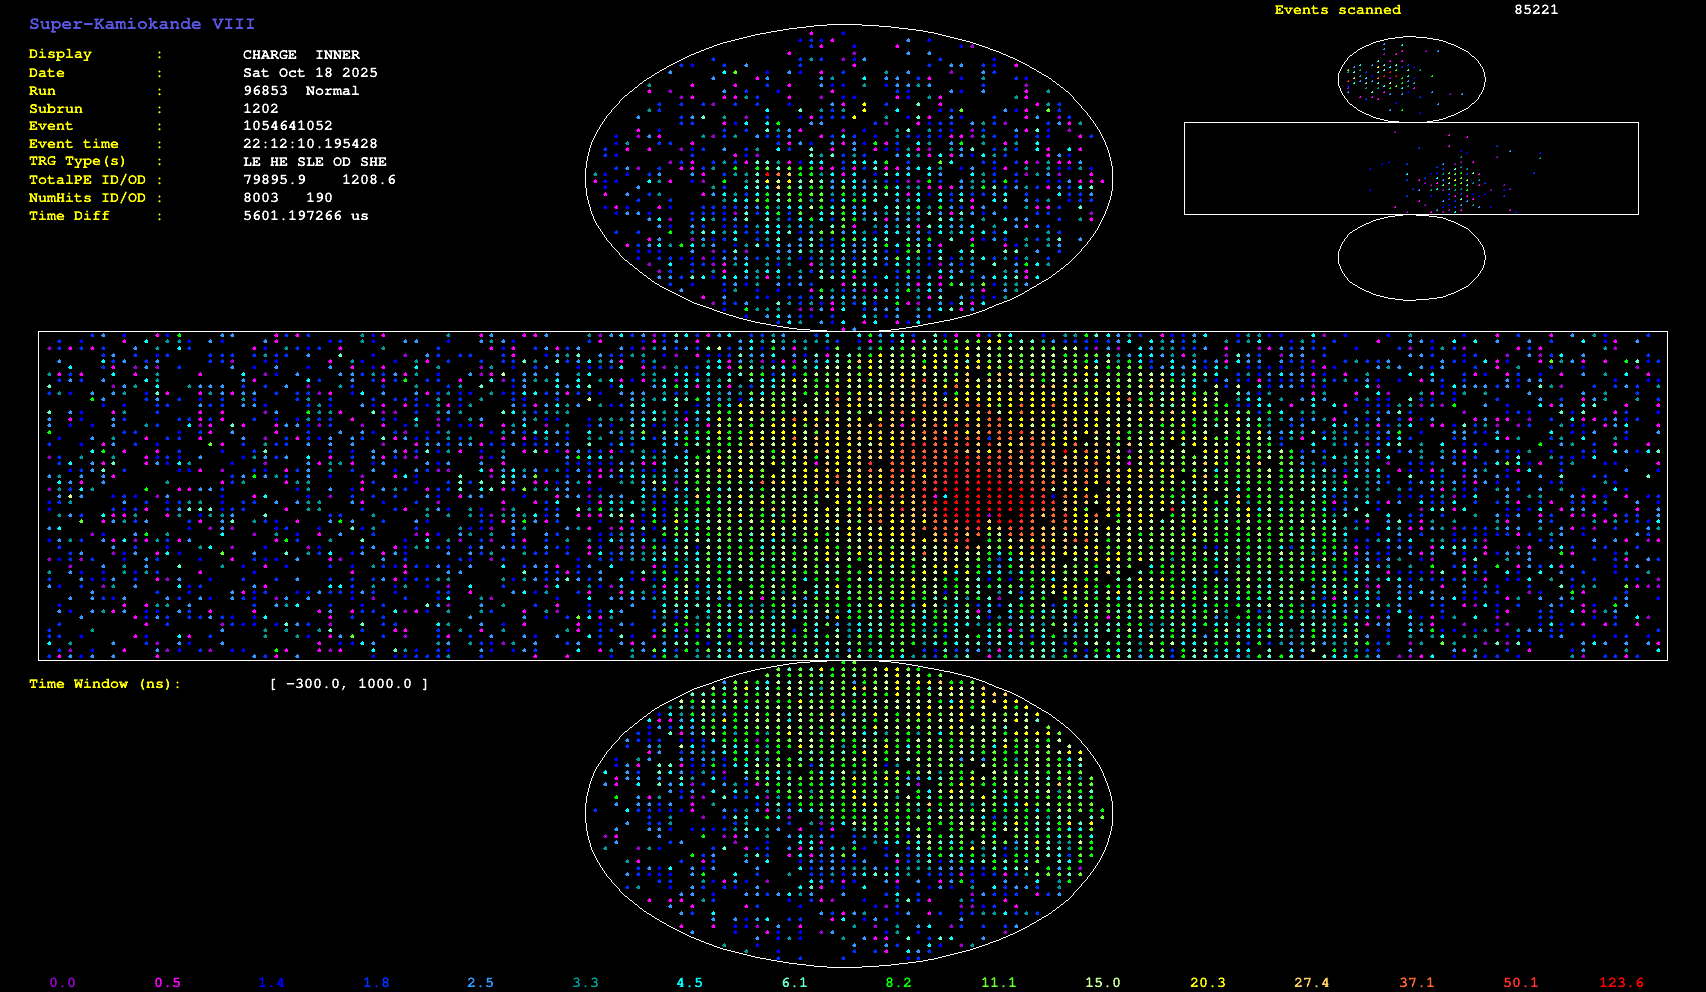 Super-Kamiokande VIII
Display : CHARGE INNER
Date : Sat Oct 18 2025
Run : 96853 Normal
Subrun : 1202
Event : 1054641052
Event time : 22:12:10.195428
TRG Type(s) : LE HE SLE OD SHE
TotalPE ID/OD : 79895.9 1208.6
NumHits ID/OD : 8003 190
Time Diff : 5601.197266 us
Events scanned 85221
Time Window (ns): [ -300.0, 1000.0 ]
0.0 0.5 1.4 1.8 2.5 3.3 4.5 6.1 8.2 11.1 15.0 20.3 27.4 37.1 50.1 123.6